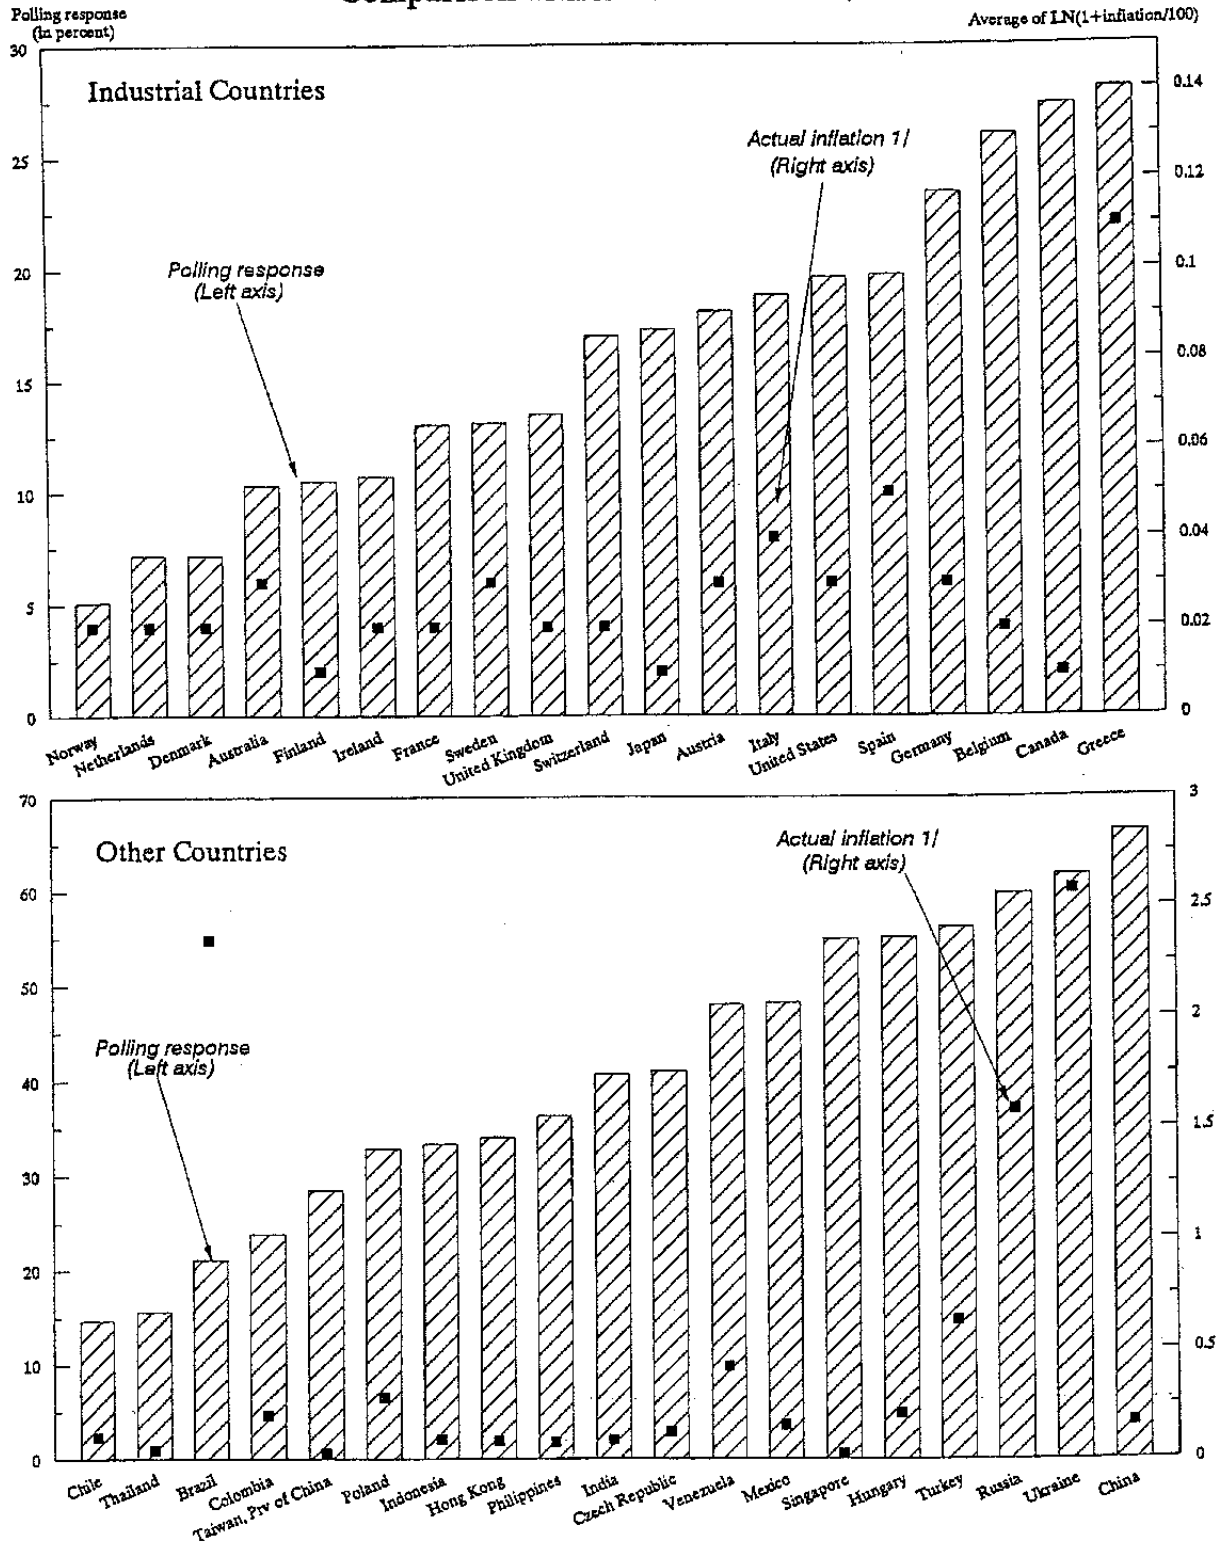 Polling response
(in percent)
Average of LN(1+inflation/100)
Industrial Countries
Actual inflation 1/
(Right axis)
Polling response
(Left axis)
30
25
20
15
10
5
0
0.14
0.12
0.1
0.08
0.06
0.04
0.02
0
Norway
Netherlands
Denmark
Australia
Finland
Ireland
France
Sweden
United Kingdom
Switzerland
Japan
Austria
Italy
United States
Spain
Germany
Belgium
Canada
Greece
Other Countries
Actual inflation 1/
(Right axis)
Polling response
(Left axis)
70
60
50
40
30
20
10
0
3
2.5
2
1.5
1
0.5
0
Chile
Thailand
Brazil
Colombia
Taiwan, Prv of China
Poland
Indonesia
Hong Kong
Philippines
India
Czech Republic
Venezuela
Mexico
Singapore
Hungary
Turkey
Russia
Ukraine
China